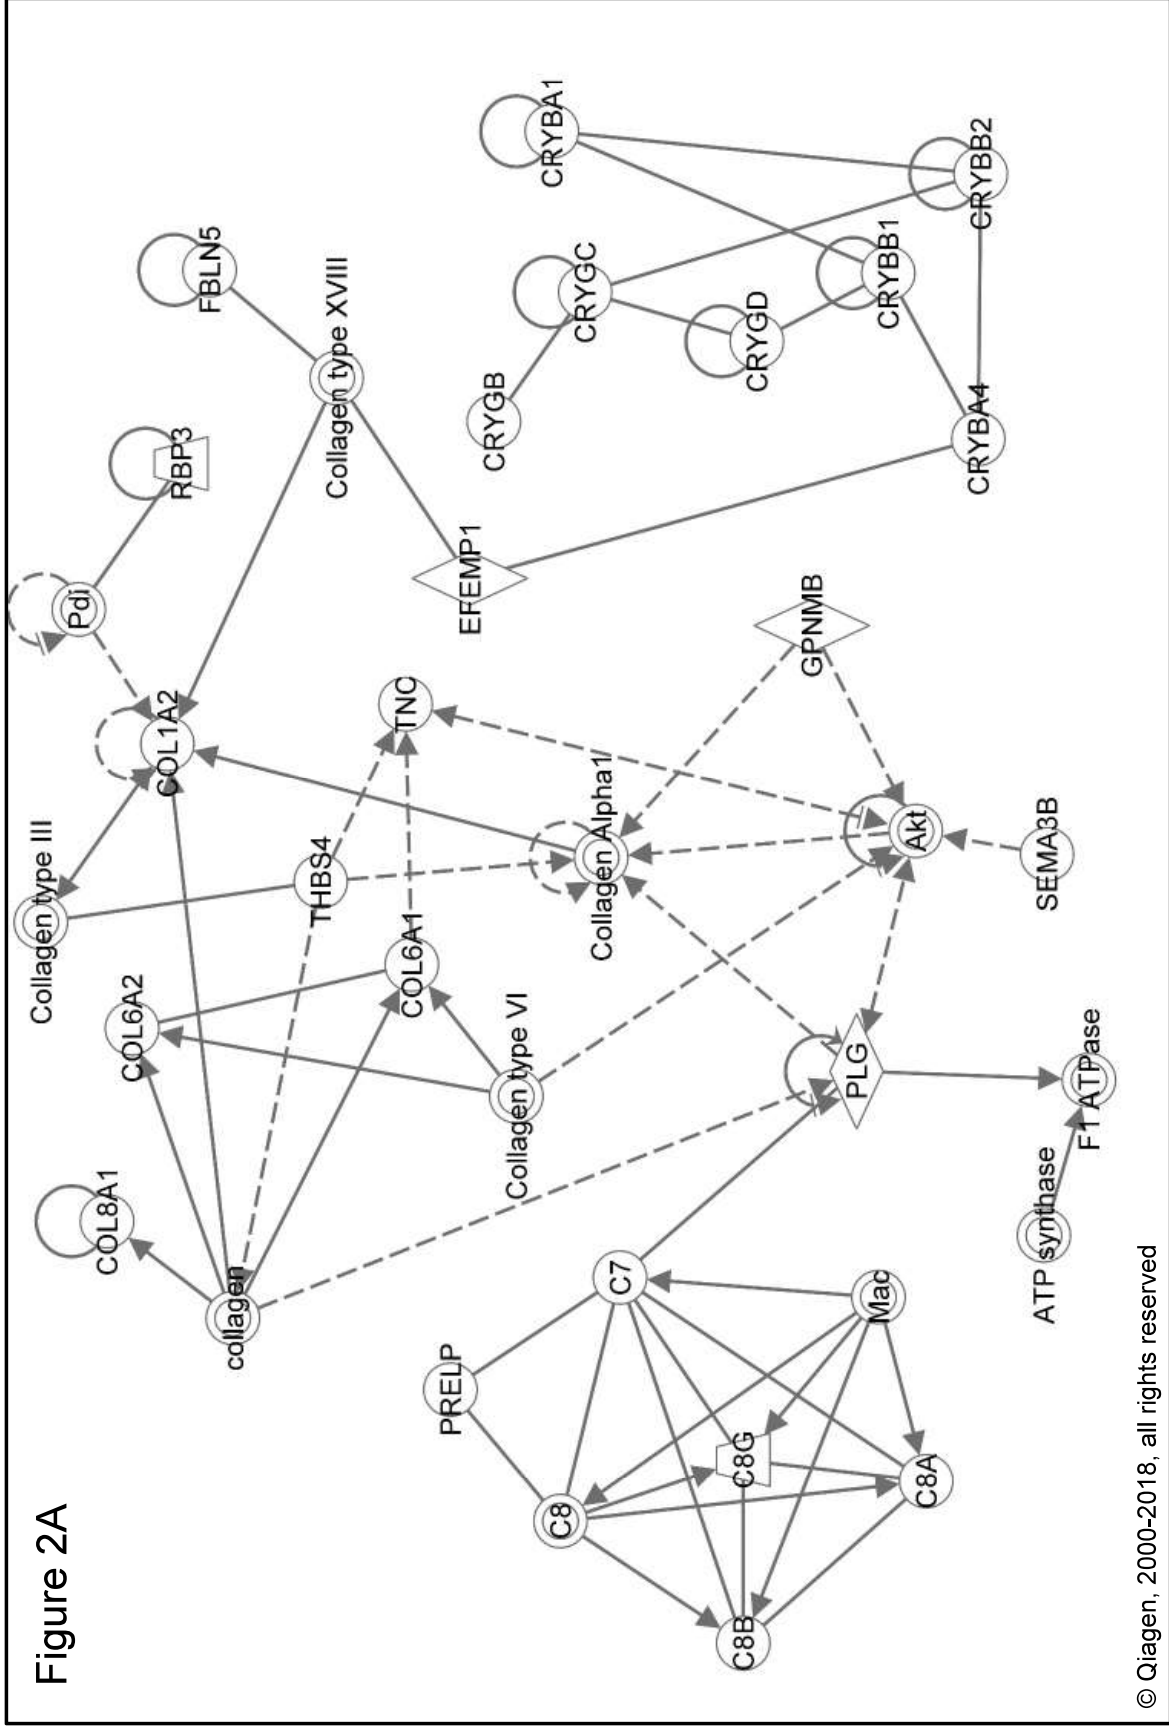 Figure 2A
Collagen type III
Pdi
COL8A1
COL6A2
COL1A2
RBP3
FBLN5
collagen
THBS4
Collagen type XVIII
TNC
COL6A1
PRELP
EFEMP1
CRYGB
Collagen type VI
CRYBA1
C8
CRYGC
Collagen Alpha1
C7
C8B
C8G
CRYGD
GPNMB
PLG
Mac
CRYBB1
Akt
C8A
CRYBA4
CRYBB2
ATP synthase
SEMA3B
F1 ATPase
© Qiagen, 2000-2018, all rights reserved